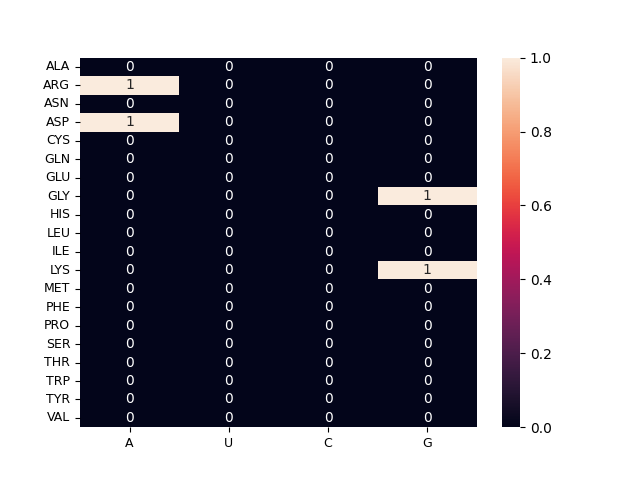 ALA 0 0 0 0
ARG 1 0 0 0
ASN 0 0 0 0
ASP 1 0 0 0
CYS 0 0 0 0
GLN 0 0 0 0
GLU 0 0 0 0
GLY 0 0 0 1
HIS 0 0 0 0
LEU 0 0 0 0
ILE 0 0 0 0
LYS 0 0 0 1
MET 0 0 0 0
PHE 0 0 0 0
PRO 0 0 0 0
SER 0 0 0 0
THR 0 0 0 0
TRP 0 0 0 0
TYR 0 0 0 0
VAL 0 0 0 0
A U C G
1.0
0.8
0.6
0.4
0.2
0.0